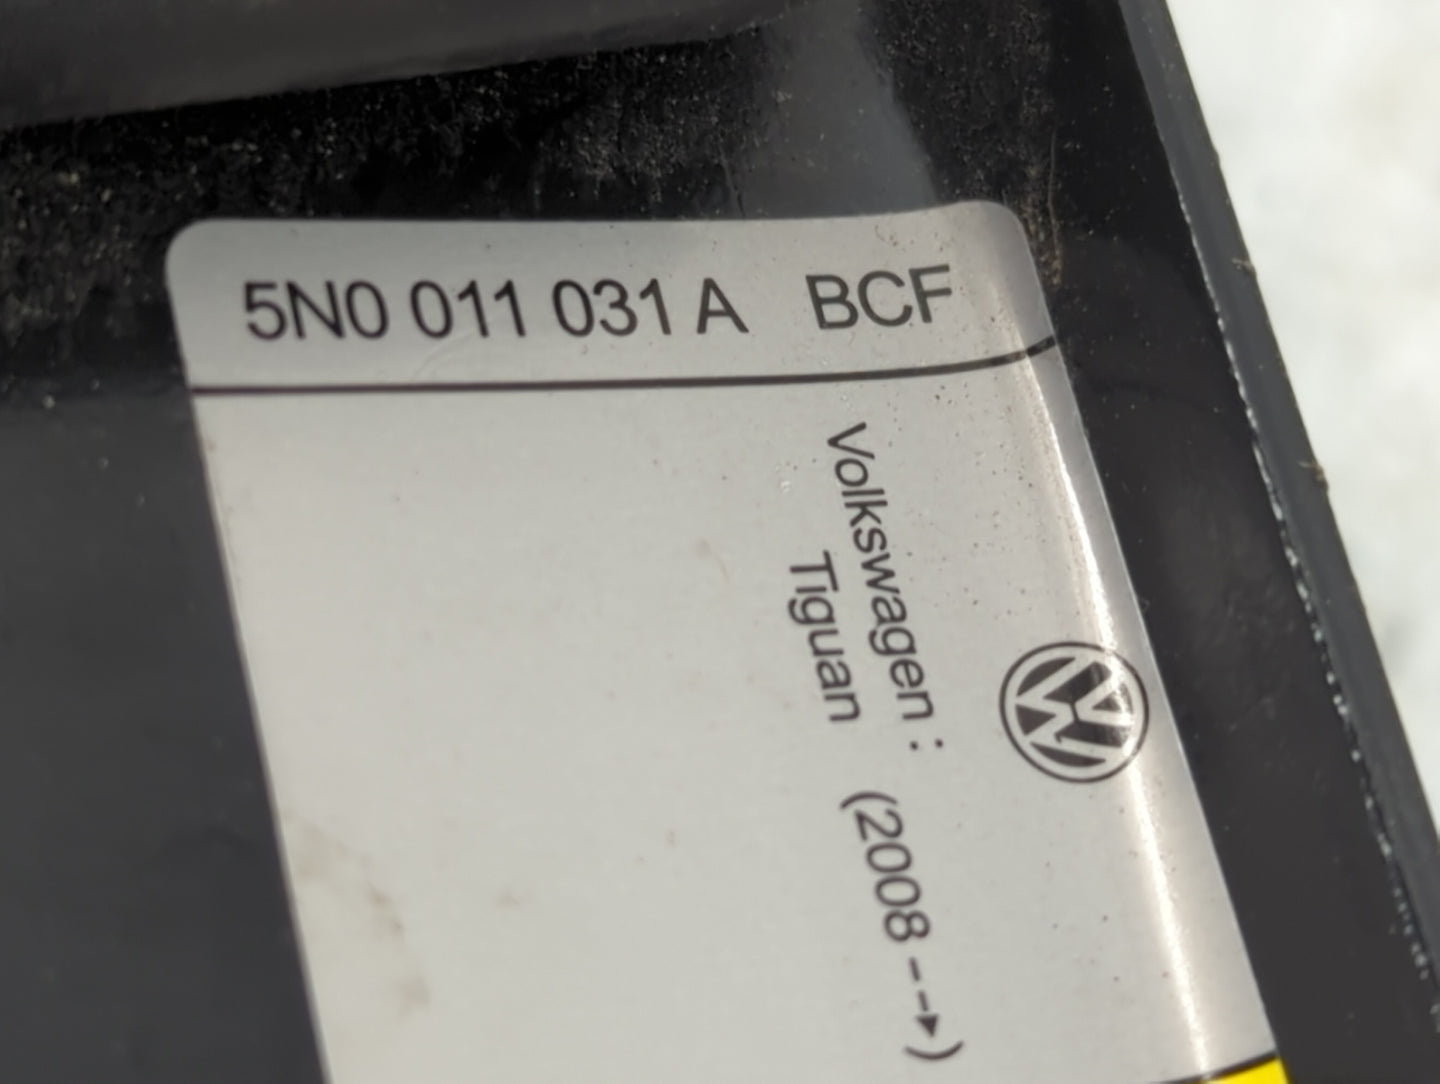 5N0 011 031 A BCF
Volkswagen :
Tiguan (2008 --►)